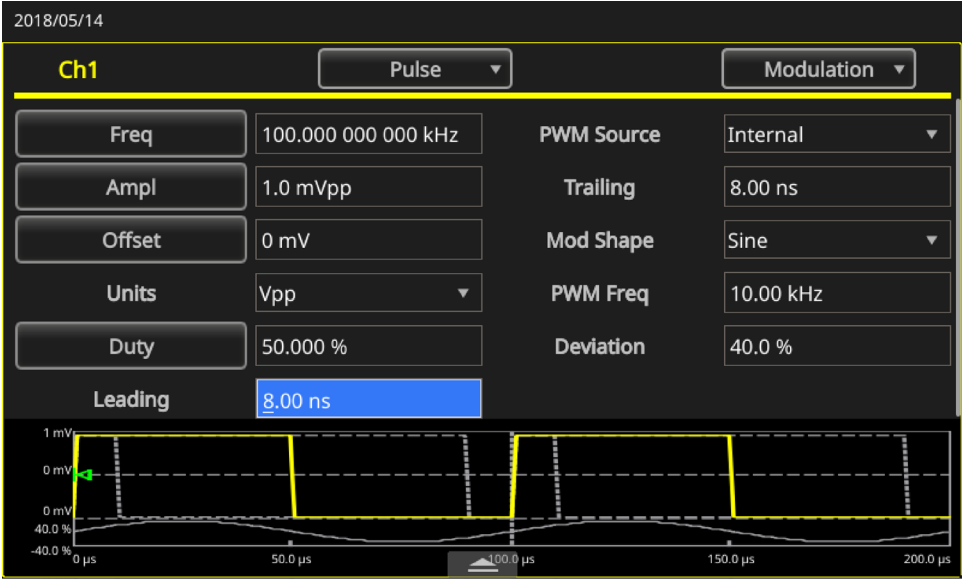 2018/05/14
Ch1 Pulse Modulation
Freq 100.000 000 000 kHz PWM Source Internal
Ampl 1.0 mVpp Trailing 8.00 ns
Offset 0 mV Mod Shape Sine
Units Vpp PWM Freq 10.00 kHz
Duty 50.000 % Deviation 40.0 %
Leading 8.00 ns
1 mV
0 mV
0 mV
40.0 %
-40.0 %
0 µs 50.0 µs 100.0 µs 150.0 µs 200.0 µs